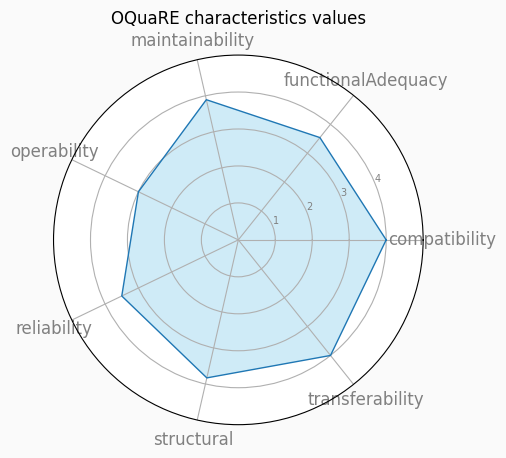 OQuaRE characteristics values
maintainability
functionalAdequacy
operability
4
3
2
1
compatibility
reliability
transferability
structural